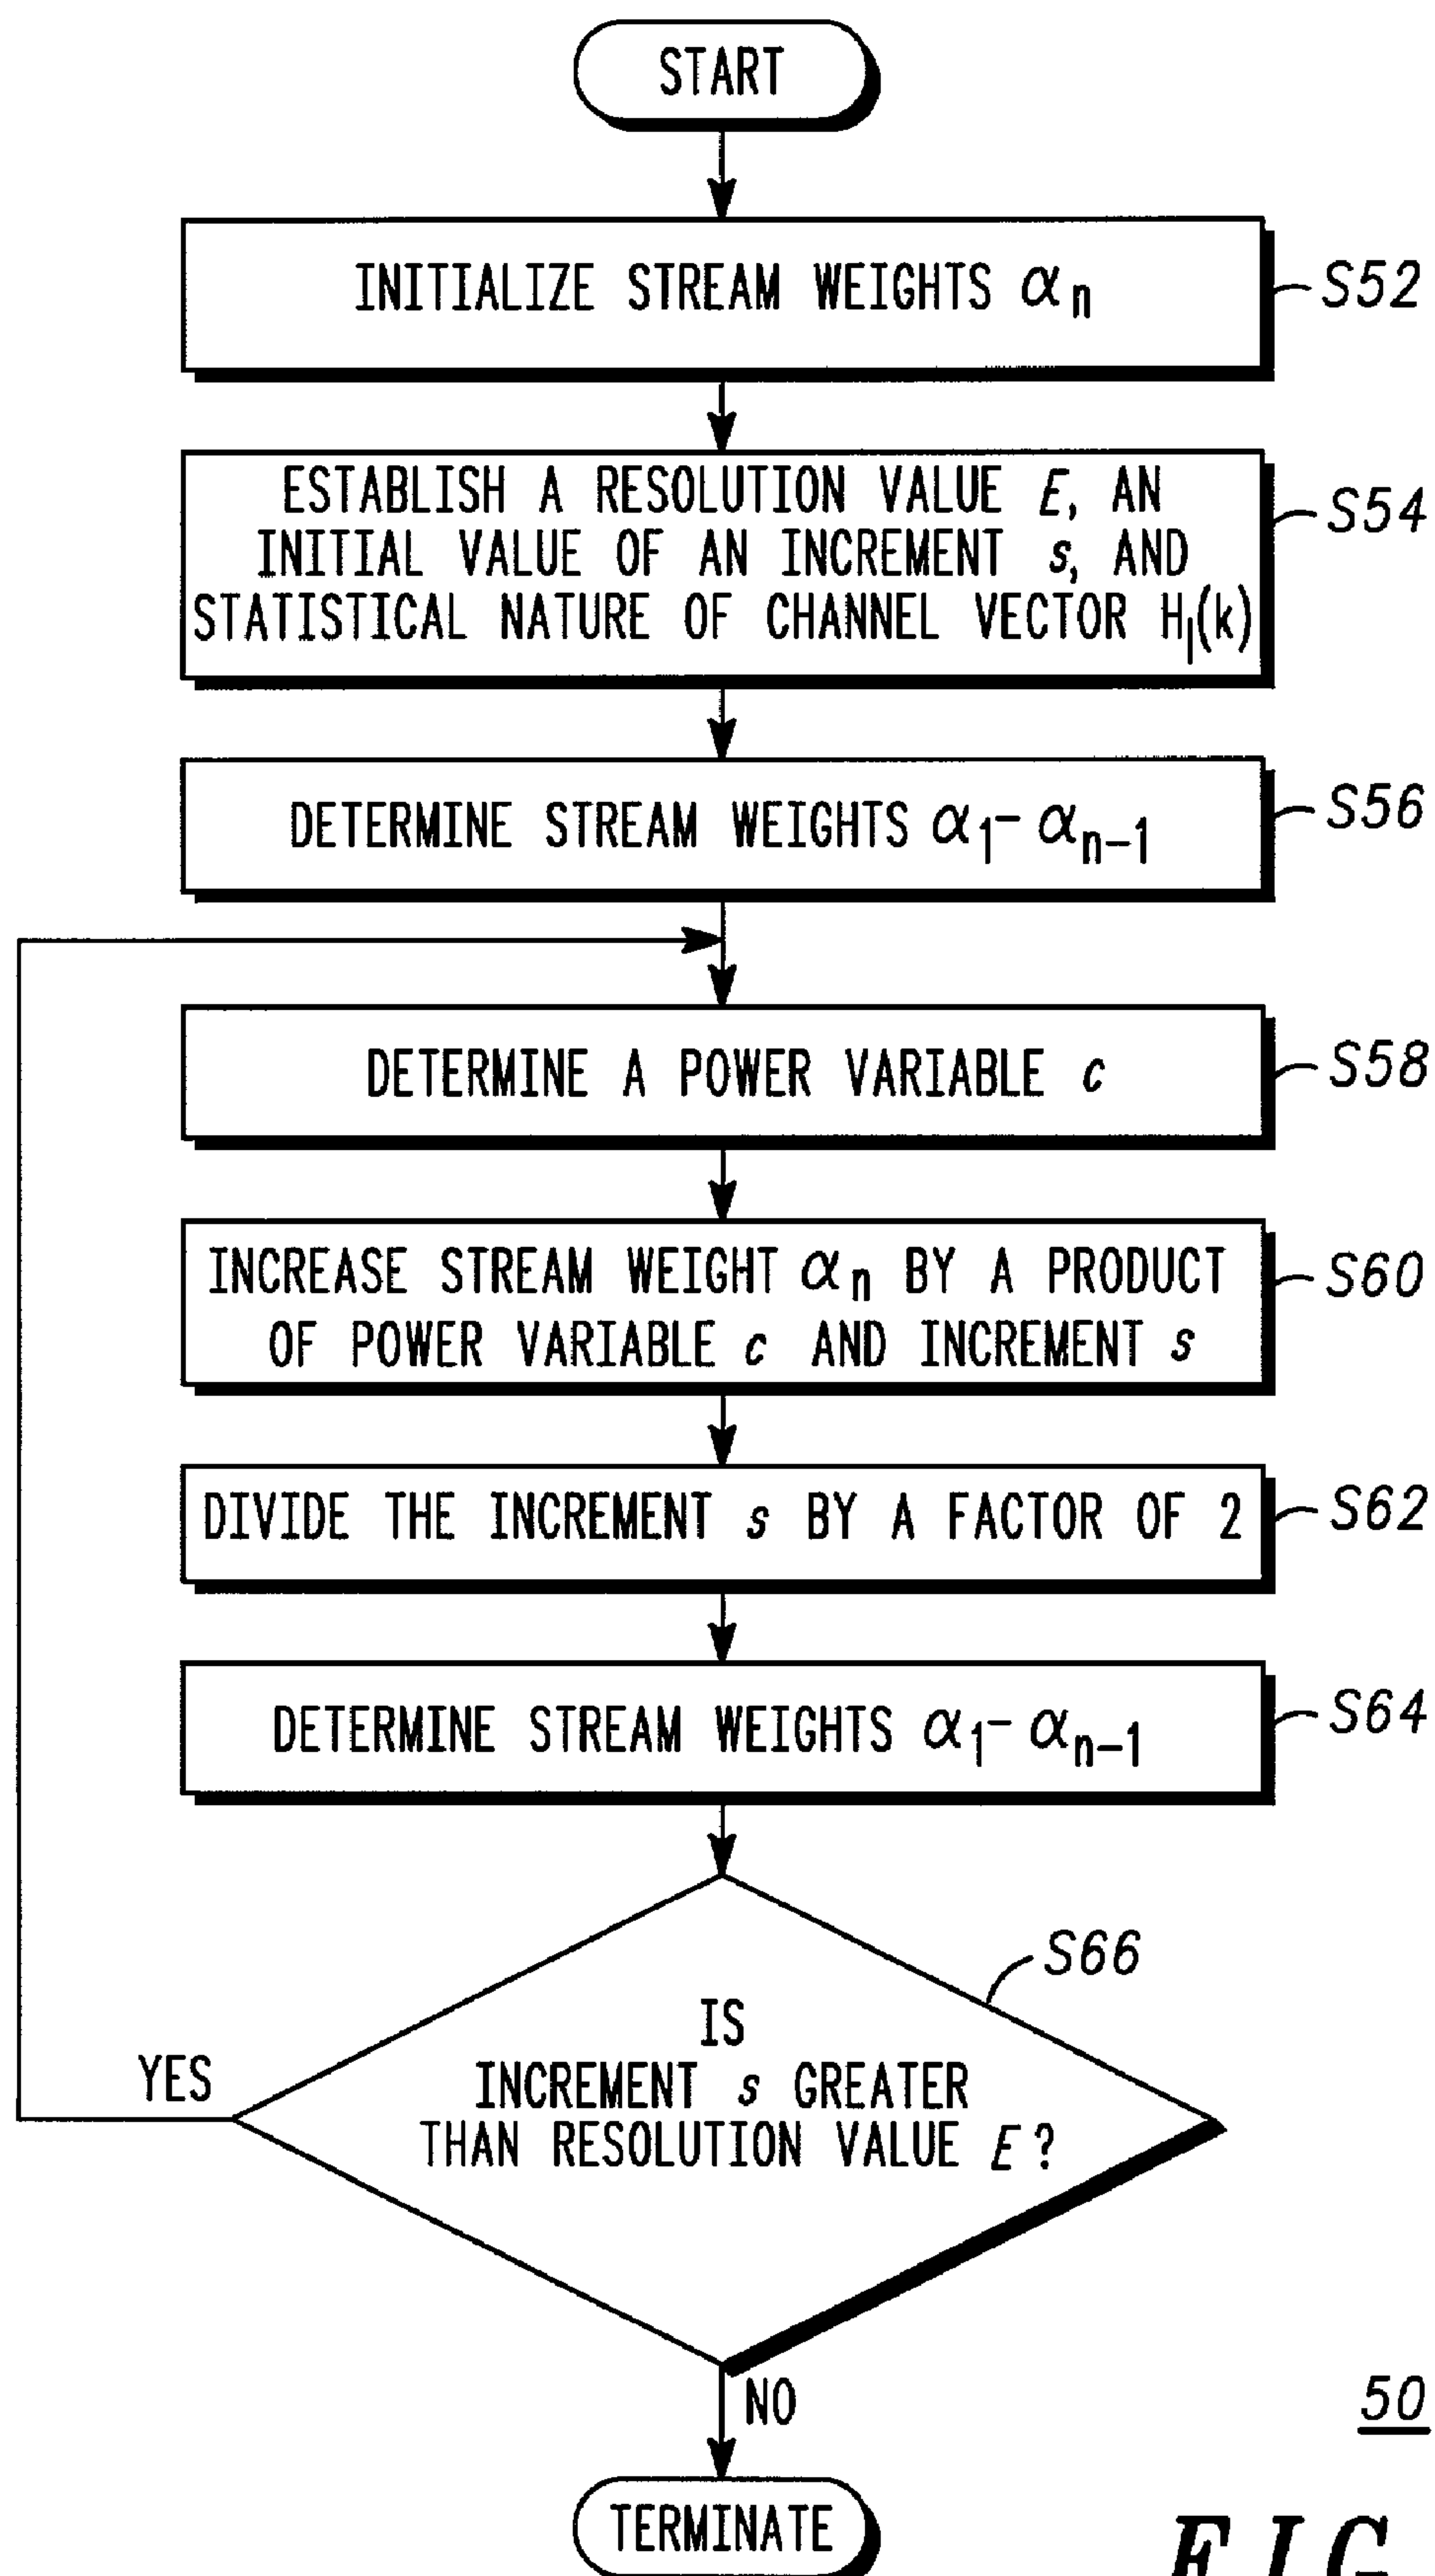 START
INITIALIZE STREAM WEIGHTS αn
S52
ESTABLISH A RESOLUTION VALUE E, AN
INITIAL VALUE OF AN INCREMENT s, AND
STATISTICAL NATURE OF CHANNEL VECTOR Hl(k)
S54
DETERMINE STREAM WEIGHTS α1- αn-1
S56
DETERMINE A POWER VARIABLE c
S58
INCREASE STREAM WEIGHT αn BY A PRODUCT
OF POWER VARIABLE c AND INCREMENT s
S60
DIVIDE THE INCREMENT s BY A FACTOR OF 2
S62
DETERMINE STREAM WEIGHTS α1- αn-1
S64
S66
IS
INCREMENT s GREATER
THAN RESOLUTION VALUE E?
YES
NO
50
TERMINATE
FIG